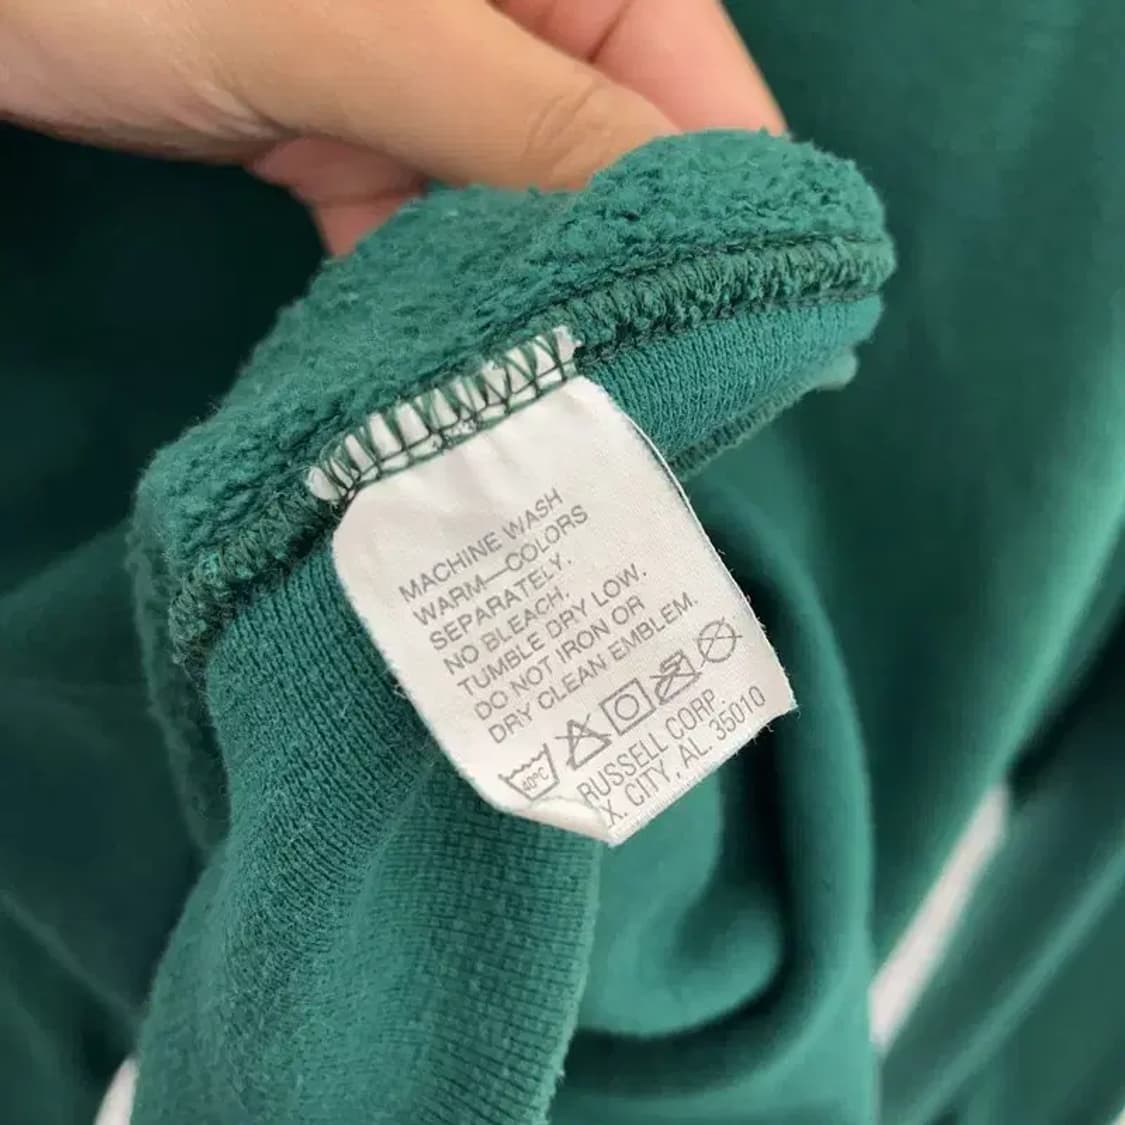 MACHINE WASH
WARM—COLORS
SEPARATELY.
NO BLEACH.
TUMBLE DRY LOW.
DO NOT IRON OR
DRY CLEAN EMBLEM.
40°C
RUSSELL CORP.
X. CITY, AL. 35010